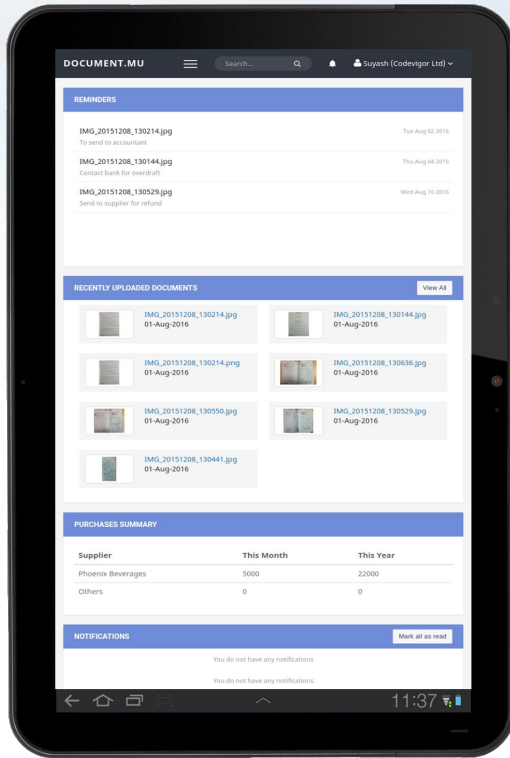 DOCUMENT.MU
Search...
Suyash (Codevigor Ltd)
REMINDERS
IMG_20151208_130214.jpg Tue Aug 02 2016
To send to accountant
IMG_20151208_130144.jpg Thu Aug 04 2016
Contact bank for overdraft
IMG_20151208_130529.jpg Wed Aug 10 2016
Send to supplier for refund
RECENTLY UPLOADED DOCUMENTS View All
IMG_20151208_130214.jpg
01-Aug-2016
IMG_20151208_130144.jpg
01-Aug-2016
IMG_20151208_130214.png
01-Aug-2016
IMG_20151208_130636.jpg
01-Aug-2016
IMG_20151208_130550.jpg
01-Aug-2016
IMG_20151208_130529.jpg
01-Aug-2016
IMG_20151208_130441.jpg
01-Aug-2016
PURCHASES SUMMARY
Supplier This Month This Year
Phoenix Beverages 5000 22000
Others 0 0
NOTIFICATIONS Mark all as read
You do not have any notifications
You do not have any notifications
11:37